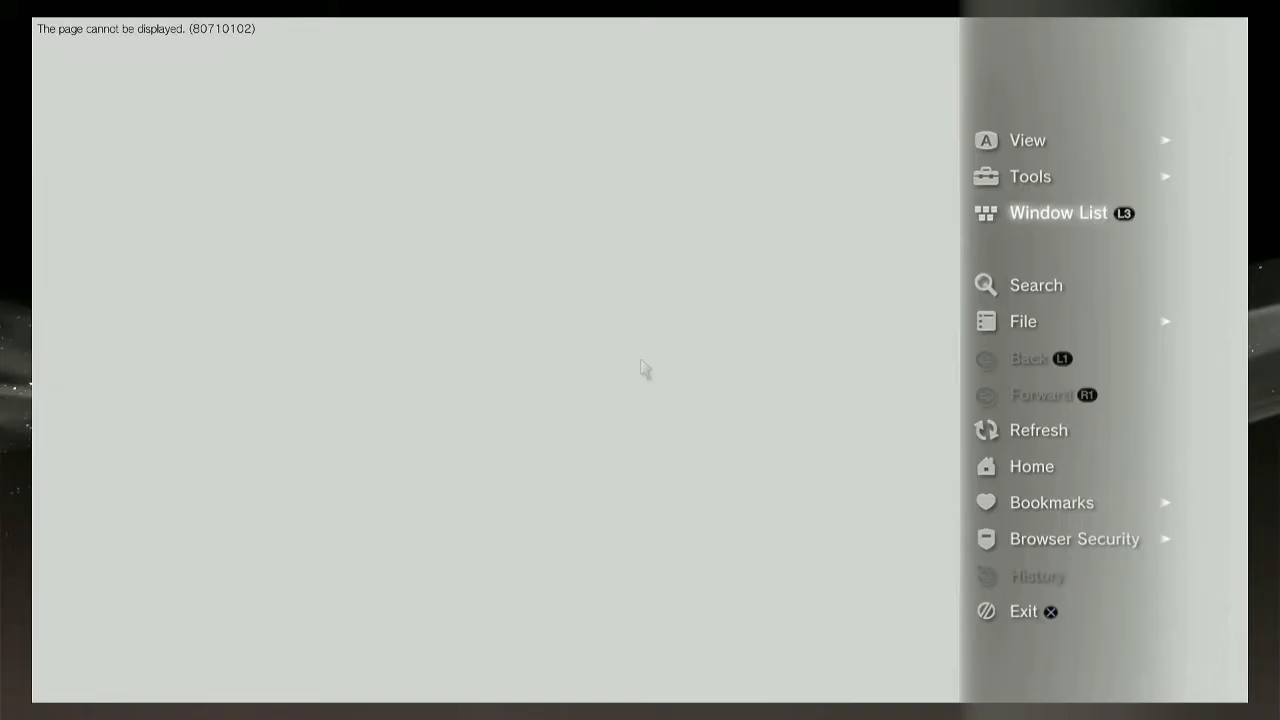 The page cannot be displayed. (80710102)
A View
Tools
Window List L3
Search
File
Back L1
Forward R1
Refresh
Home
Bookmarks
Browser Security
History
Exit